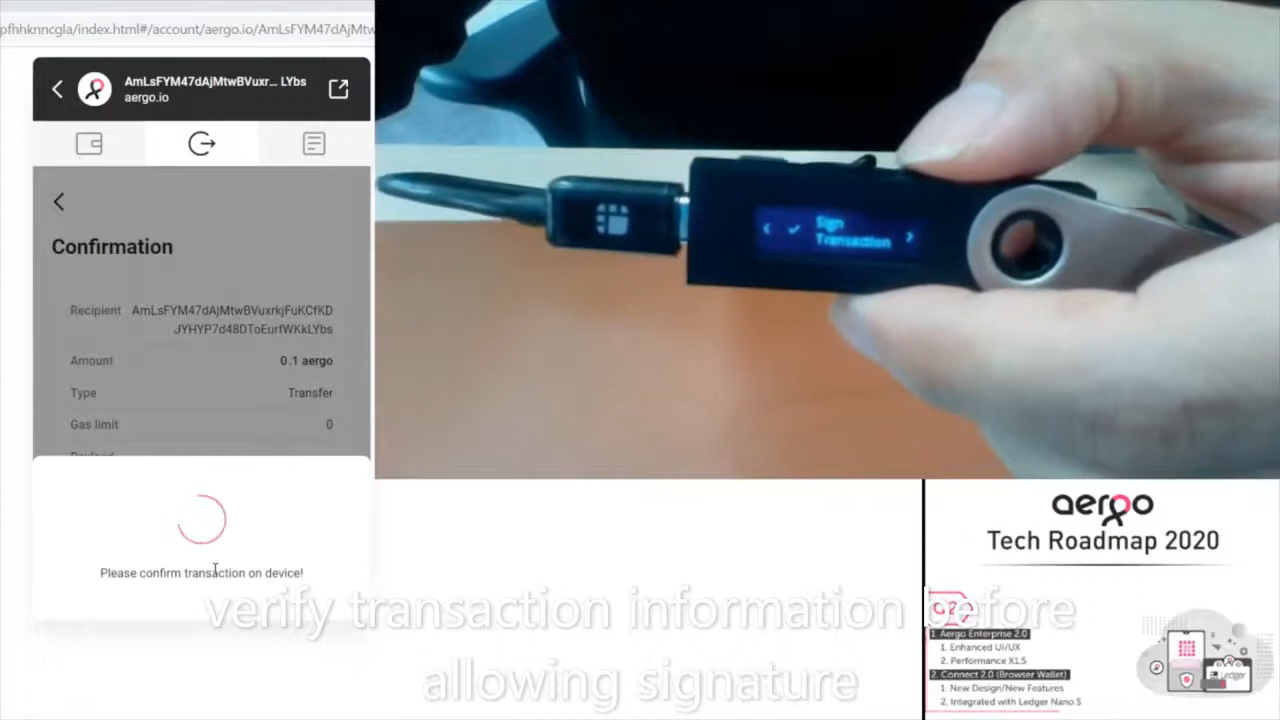 pfhhknncgla/index.html#/account/aergo.io/AmLsFYM47dAjMtw
AmLsFYM47dAjMtwBVuxr... LYbs
aergo.io
Confirmation
Recipient AmLsFYM47dAjMtwBVuxrkjFuKCfKD
JYHYP7d48DToEurfWKkLYbs
Amount 0.1 aergo
Type Transfer
Gas limit 0
Please confirm transaction on device!
Sign
Transaction
verify transaction information before
allowing signature
aergo
Tech Roadmap 2020
1. Aergo Enterprise 2.0
1. Enhanced UI/UX
2. Performance X1.5
2. Connect 2.0 (Browser Wallet)
1. New Design/New Features
2. Integrated with Ledger Nano S
Ledger